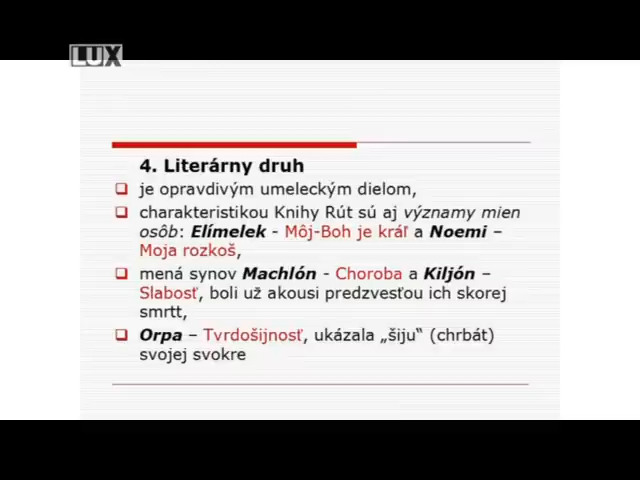 LUX
4. Literárny druh
❑ je opravdivým umeleckým dielom,
❑ charakteristikou Knihy Rút sú aj významy mien
osôb: Elímelek - Môj-Boh je kráľ a Noemi –
Moja rozkoš,
❑ mená synov Machlón - Choroba a Kiljón –
Slabosť, boli už akousi predzvesťou ich skorej
smrtt,
❑ Orpa – Tvrdošijnosť, ukázala „šiju“ (chrbát)
svojej svokre